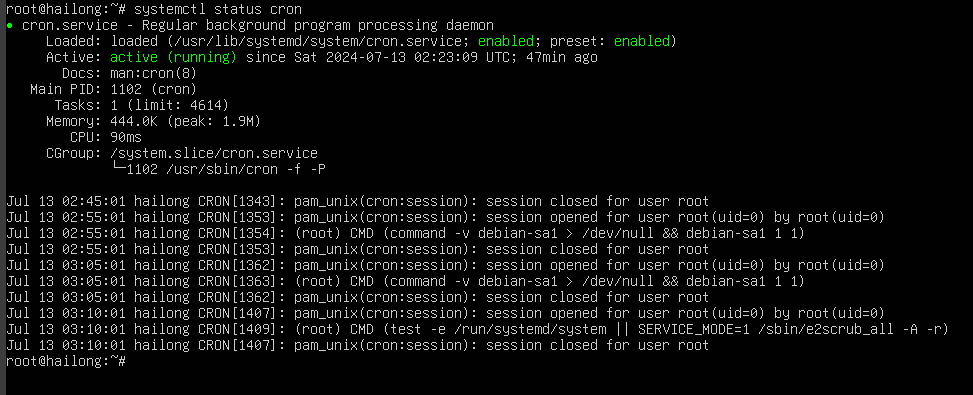 root@hailong:~# systemctl status cron
● cron.service - Regular background program processing daemon
     Loaded: loaded (/usr/lib/systemd/system/cron.service; enabled; preset: enabled)
     Active: active (running) since Sat 2024-07-13 02:23:09 UTC; 47min ago
       Docs: man:cron(8)
   Main PID: 1102 (cron)
      Tasks: 1 (limit: 4614)
     Memory: 444.0K (peak: 1.9M)
        CPU: 90ms
     CGroup: /system.slice/cron.service
             └─1102 /usr/sbin/cron -f -P

Jul 13 02:45:01 hailong CRON[1343]: pam_unix(cron:session): session closed for user root
Jul 13 02:55:01 hailong CRON[1353]: pam_unix(cron:session): session opened for user root(uid=0) by root(uid=0)
Jul 13 02:55:01 hailong CRON[1354]: (root) CMD (command -v debian-sa1 > /dev/null && debian-sa1 1 1)
Jul 13 02:55:01 hailong CRON[1353]: pam_unix(cron:session): session closed for user root
Jul 13 03:05:01 hailong CRON[1362]: pam_unix(cron:session): session opened for user root(uid=0) by root(uid=0)
Jul 13 03:05:01 hailong CRON[1363]: (root) CMD (command -v debian-sa1 > /dev/null && debian-sa1 1 1)
Jul 13 03:05:01 hailong CRON[1362]: pam_unix(cron:session): session closed for user root
Jul 13 03:10:01 hailong CRON[1407]: pam_unix(cron:session): session opened for user root(uid=0) by root(uid=0)
Jul 13 03:10:01 hailong CRON[1409]: (root) CMD (test -e /run/systemd/system || SERVICE_MODE=1 /sbin/e2scrub_all -A -r)
Jul 13 03:10:01 hailong CRON[1407]: pam_unix(cron:session): session closed for user root
root@hailong:~#